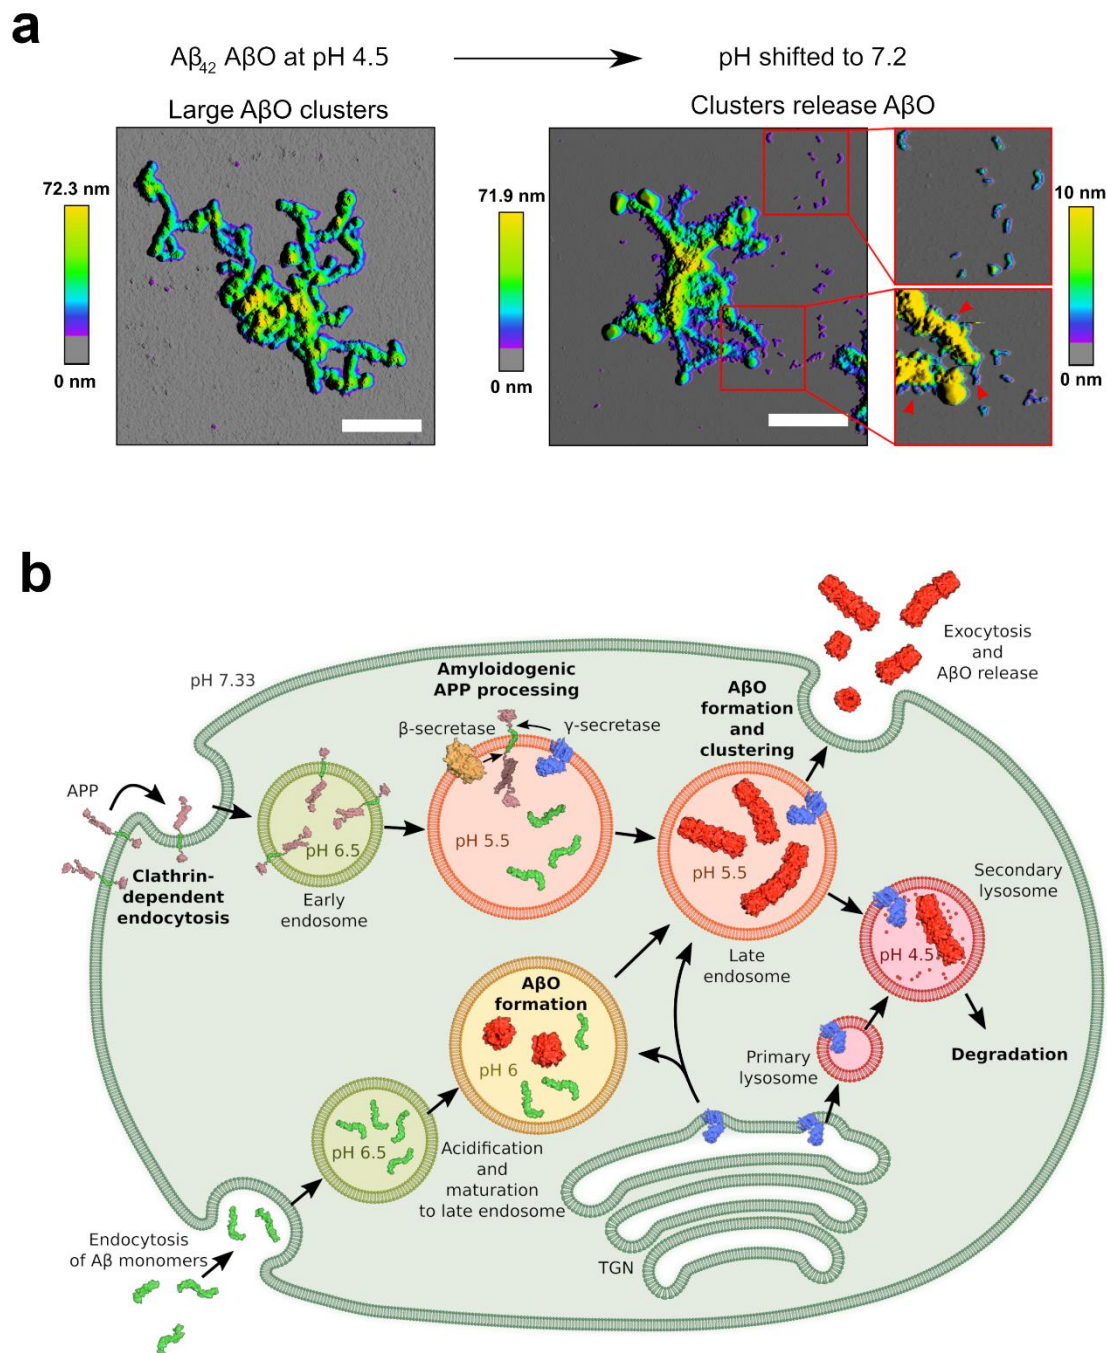 a
Aβ₄₂ AβO at pH 4.5
pH shifted to 7.2
Large AβO clusters
Clusters release AβO
72.3 nm
0 nm
71.9 nm
0 nm
10 nm
0 nm
b
pH 7.33
Amyloidogenic
APP processing
β-secretase
γ-secretase
AβO
formation
and
clustering
Exocytosis
and
AβO release
APP
Clathrin-
dependent
endocytosis
pH 6.5
Early
endosome
pH 5.5
pH 5.5
Late
endosome
Secondary
lysosome
pH 4.5
AβO
formation
pH 6
Primary
lysosome
Degradation
pH 6.5
Acidification
and
maturation
to late endosome
Endocytosis
of Aβ monomers
TGN